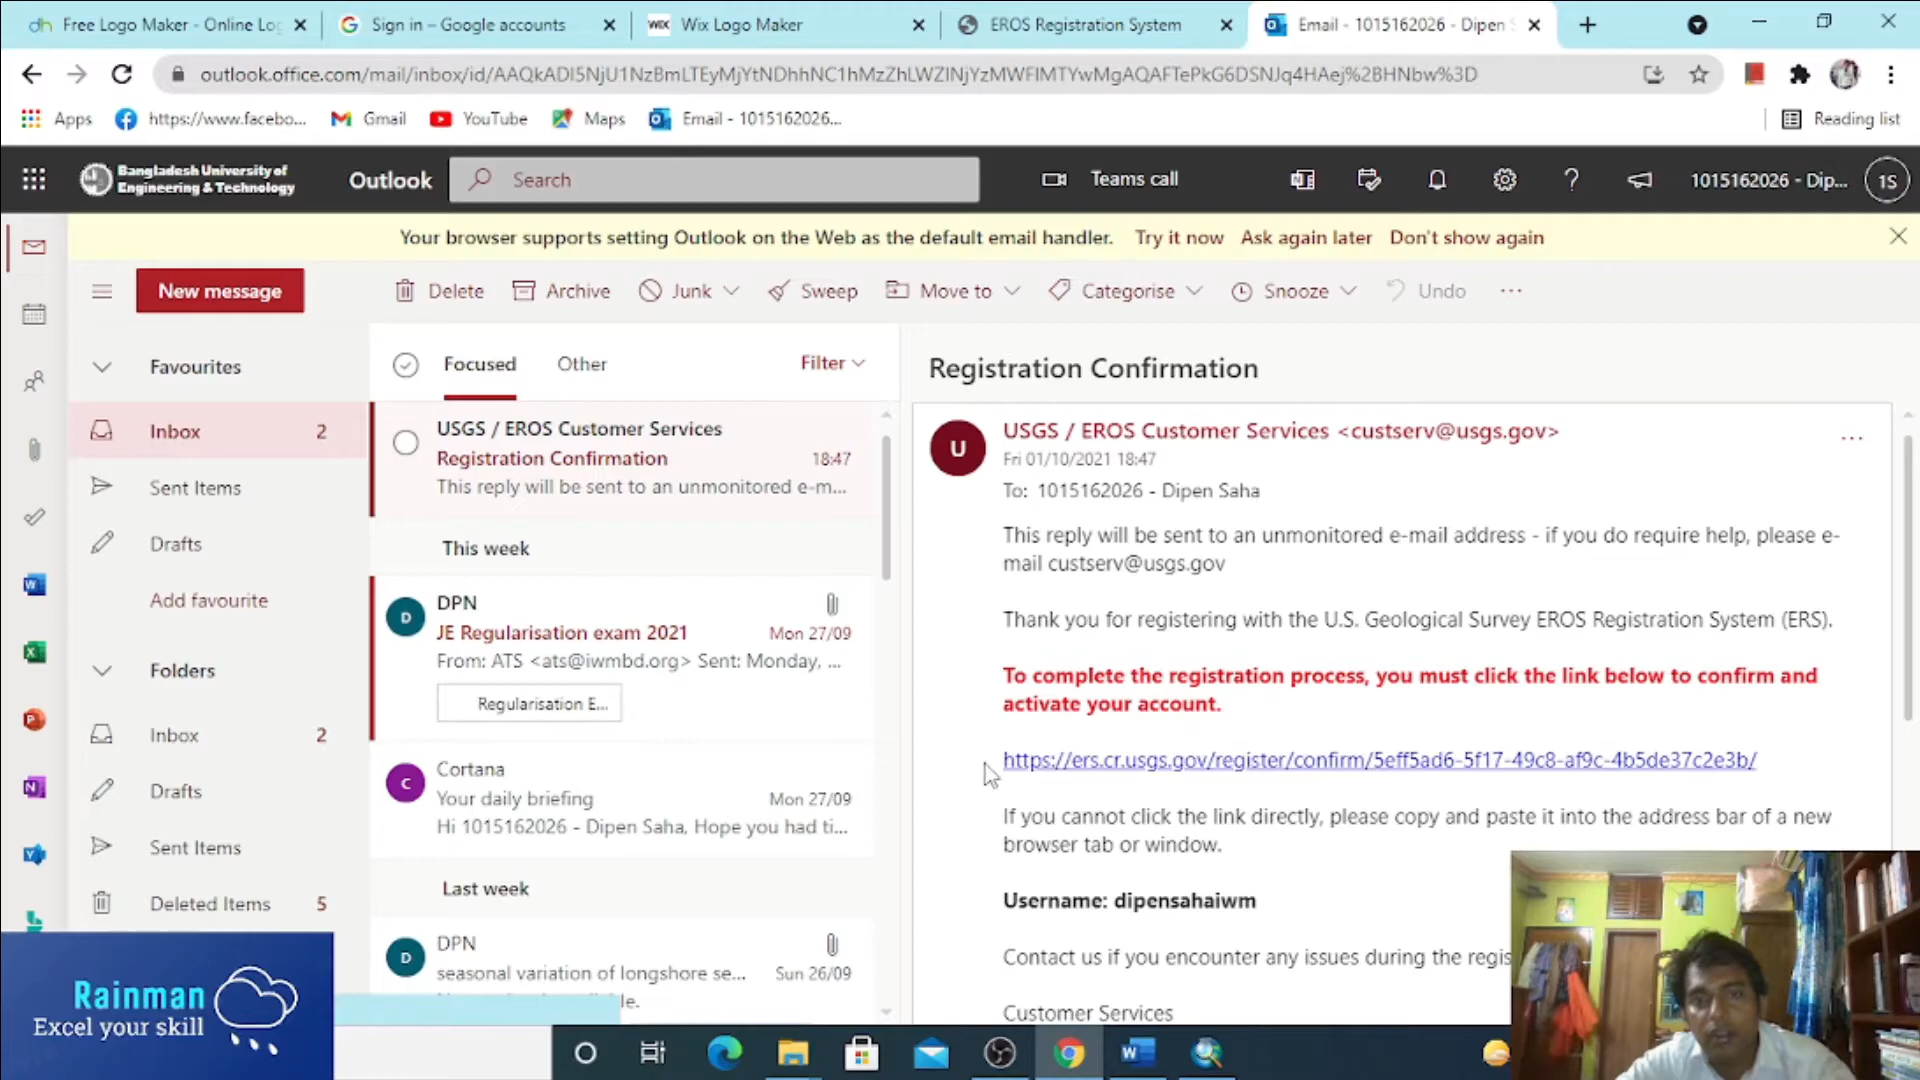 Free Logo Maker - Online Log
Sign in – Google accounts
WIX Wix Logo Maker
EROS Registration System
Email - 1015162026 - Dipen S
outlook.office.com/mail/inbox/id/AAQkADI5NjU1NzBmLTEyMjYtNDhhNC1hMzZhLWZlNjYzMWFlMTYwMgAQAFTePkG6DSNJq4HAej%2BHNbw%3D
Apps
https://www.facebo...
Gmail
YouTube
Maps
Email - 1015162026...
Reading list
Bangladesh University of
Engineering & Technology
Outlook
Search
Teams call
1015162026 - Dip...
1S
Your browser supports setting Outlook on the Web as the default email handler. Try it now Ask again later Don't show again
New message
Delete
Archive
Junk
Sweep
Move to
Categorise
Snooze
Undo
Favourites
Inbox 2
Sent Items
Drafts
Add favourite
Folders
Inbox 2
Drafts
Sent Items
Deleted Items 5
Focused
Other
Filter
USGS / EROS Customer Services
Registration Confirmation 18:47
This reply will be sent to an unmonitored e-m...
This week
D
DPN
JE Regularisation exam 2021 Mon 27/09
From: ATS <ats@iwmbd.org> Sent: Monday, ...
Regularisation E...
C
Cortana
Your daily briefing Mon 27/09
Hi 1015162026 - Dipen Saha, Hope you had ti...
Last week
D
DPN
seasonal variation of longshore se... Sun 26/09
le.
Registration Confirmation
U
USGS / EROS Customer Services <custserv@usgs.gov>
Fri 01/10/2021 18:47
To: 1015162026 - Dipen Saha
This reply will be sent to an unmonitored e-mail address - if you do require help, please e-
mail custserv@usgs.gov
Thank you for registering with the U.S. Geological Survey EROS Registration System (ERS).
To complete the registration process, you must click the link below to confirm and
activate your account.
https://ers.cr.usgs.gov/register/confirm/5eff5ad6-5f17-49c8-af9c-4b5de37c2e3b/
If you cannot click the link directly, please copy and paste it into the address bar of a new
browser tab or window.
Username: dipensahaiwm
Contact us if you encounter any issues during the regis
Customer Services
Rainman
Excel your skill